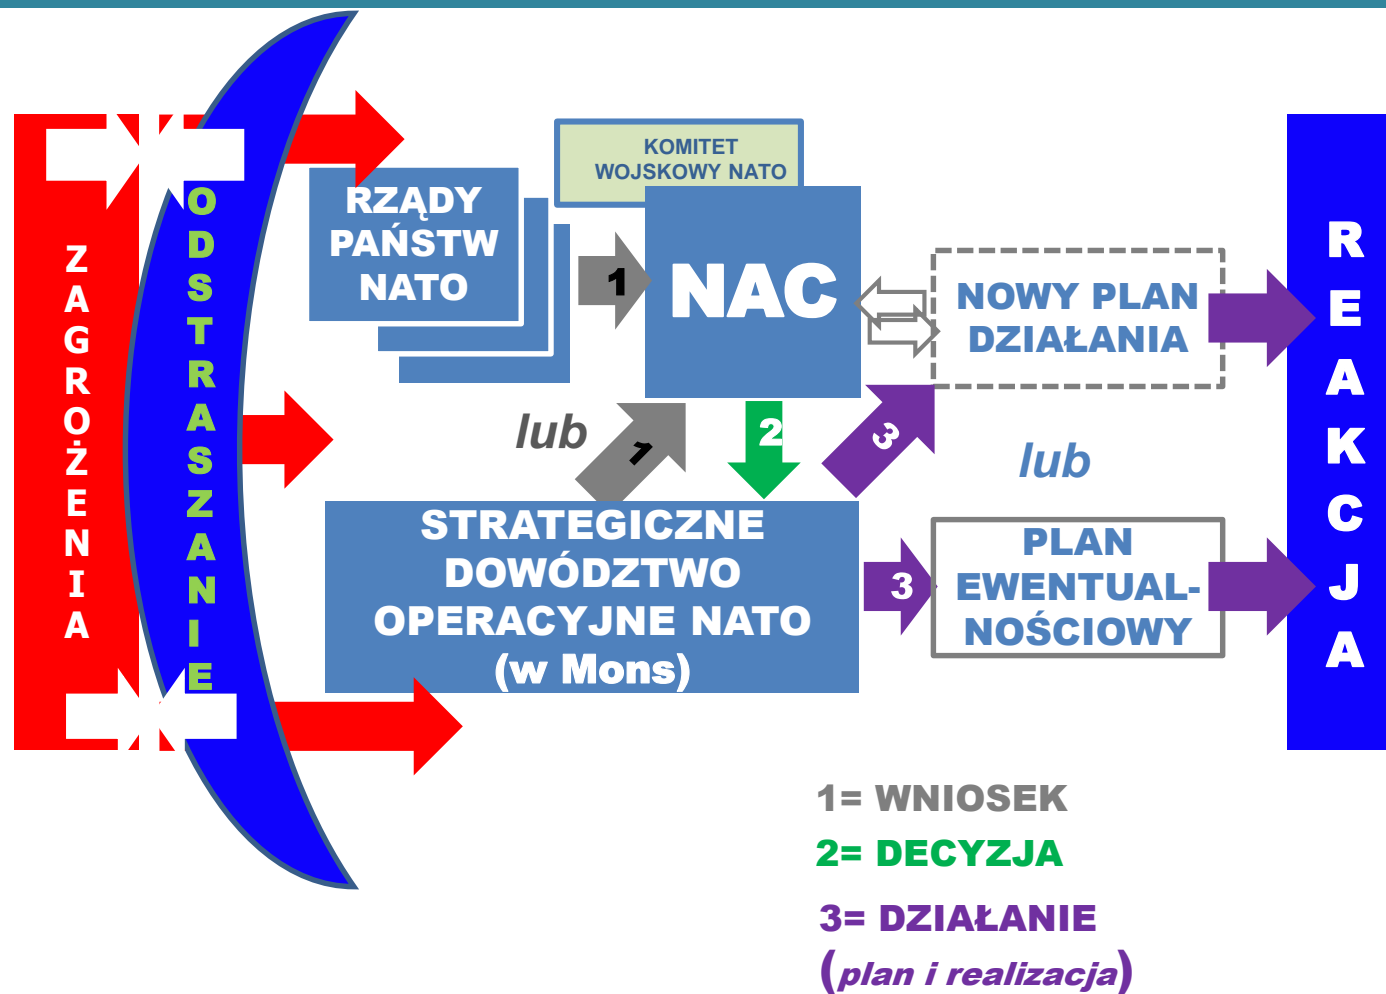 ZAGROŻENIA
ODSTRASZANIE
KOMITET
WOJSKOWY NATO
RZĄDY
PAŃSTW
NATO
1
NAC
NOWY PLAN
DZIAŁANIA
lub
1
2
3
lub
STRATEGICZNE
DOWÓDZTWO
OPERACYJNE NATO
(w Mons)
3
PLAN
EWENTUAL-
NOŚCIOWY
REAKCJA
1= WNIOSEK
2= DECYZJA
3= DZIAŁANIE
(plan i realizacja)